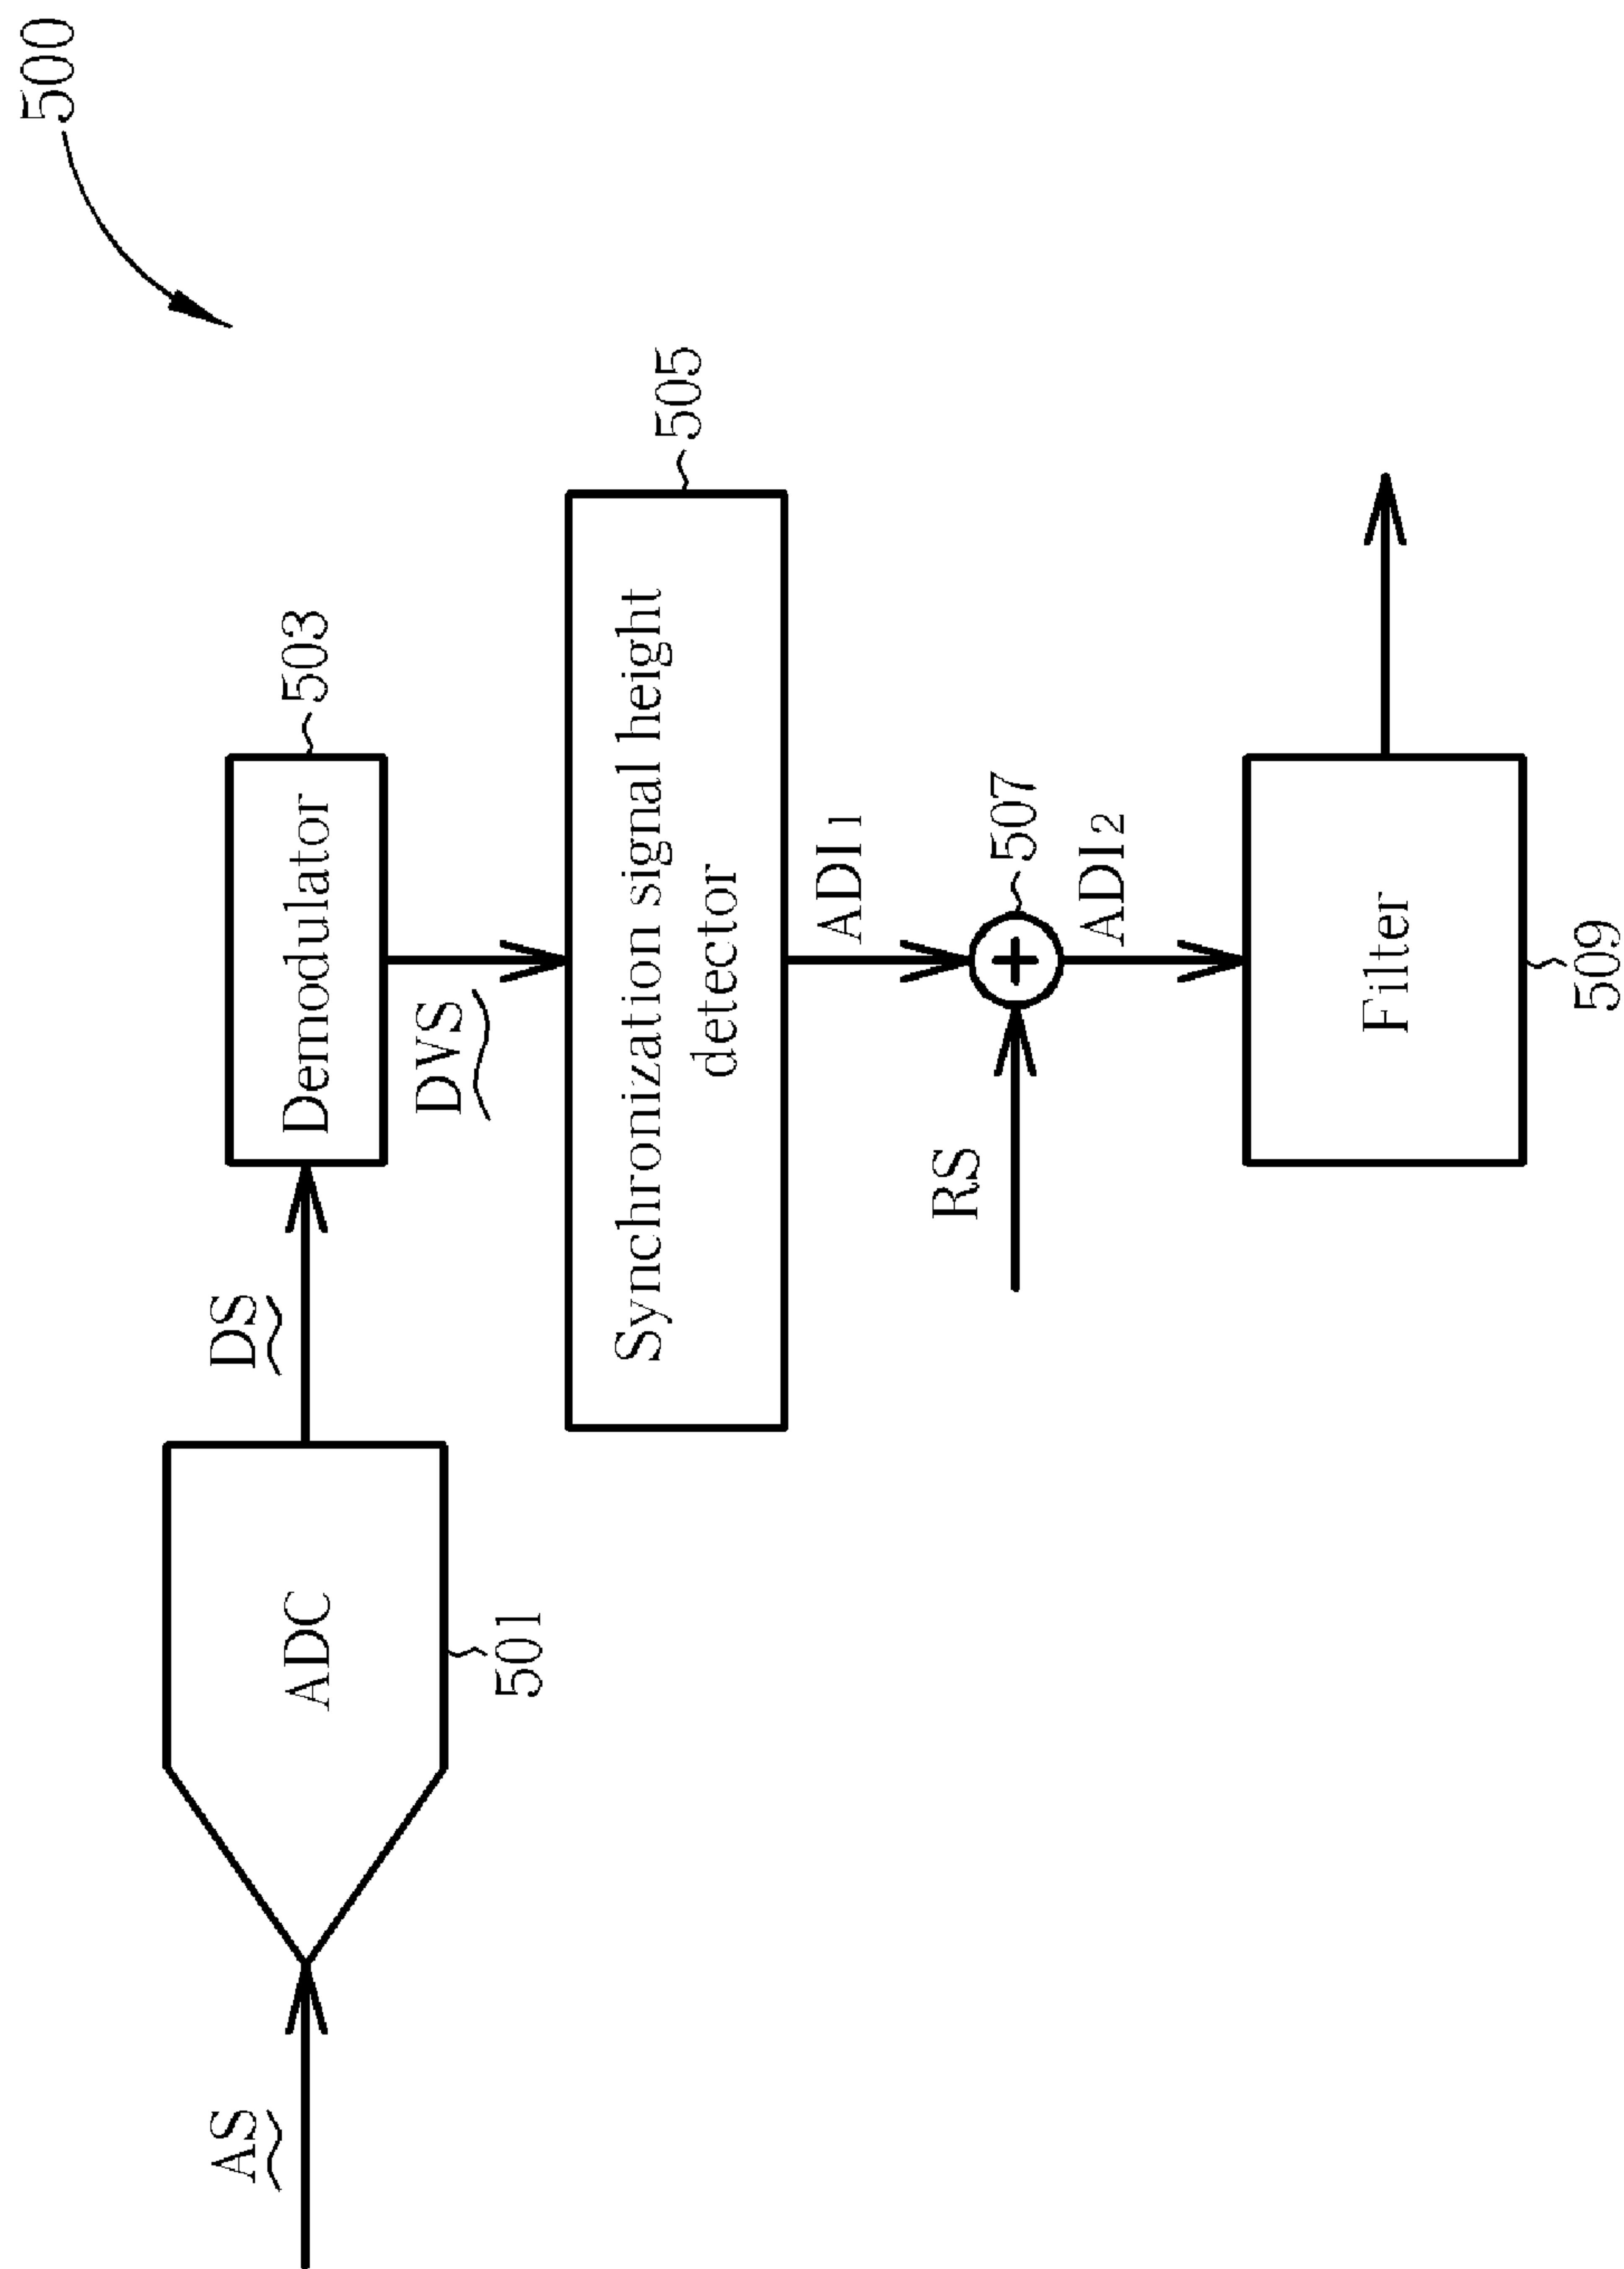 500
AS
ADC
501
DS
Demodulator
503
DVS
Synchronization signal height
detector
505
ADI1
RS
507
ADI2
Filter
509